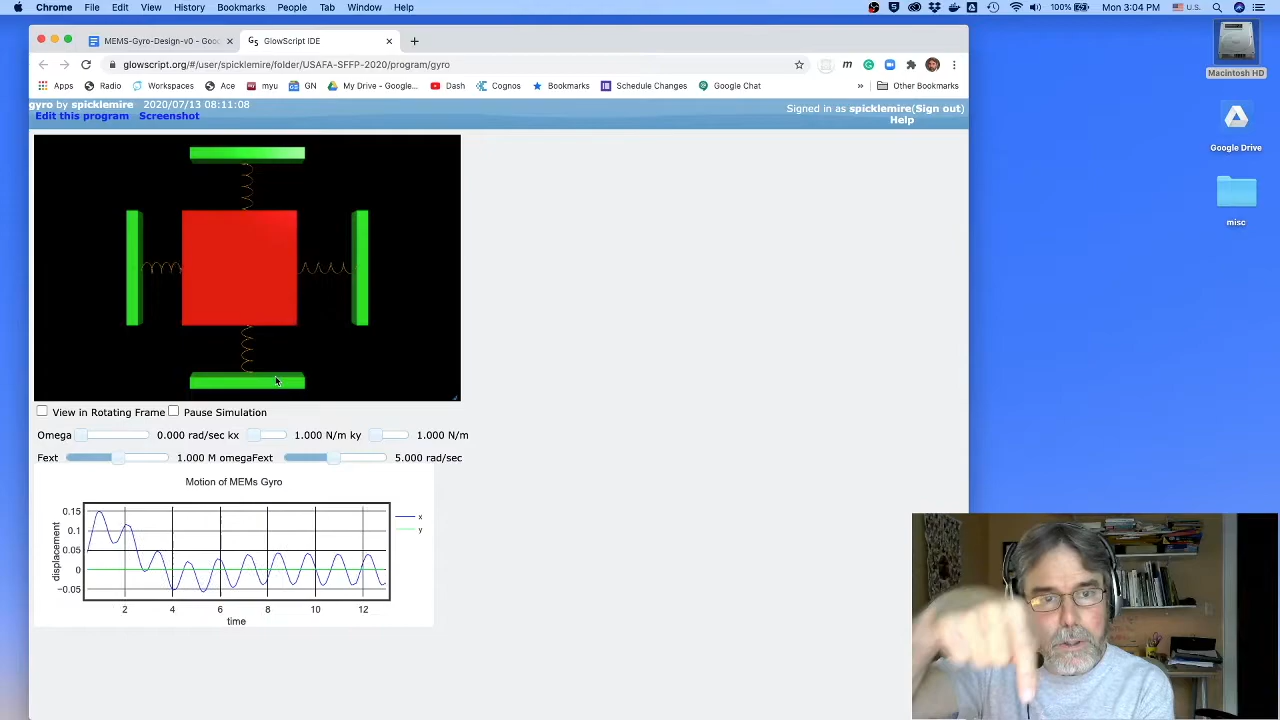 Chrome File Edit View History Bookmarks People Tab Window Help 100% Mon 3:04 PM U.S.
MEMS-Gyro-Design-v0 - Goo GlowScript IDE
glowscript.org/#/user/spicklemire/folder/USAFA-SFFP-2020/program/gyro
Apps Radio Workspaces Ace myu GN My Drive - Google... Dash Cognos Bookmarks Schedule Changes Google Chat » Other Bookmarks
gyro by spicklemire 2020/07/13 08:11:08
Edit this program Screenshot
Signed in as spicklemire(Sign out)
Help
Macintosh HD
Google Drive
misc
View in Rotating Frame Pause Simulation
Omega 0.000 rad/sec kx 1.000 N/m ky 1.000 N/m
Fext 1.000 M omegaFext 5.000 rad/sec
Motion of MEMs Gyro
displacement
0.15
0.1
0.05
0
−0.05
2 4 6 8 10 12
time
x
y